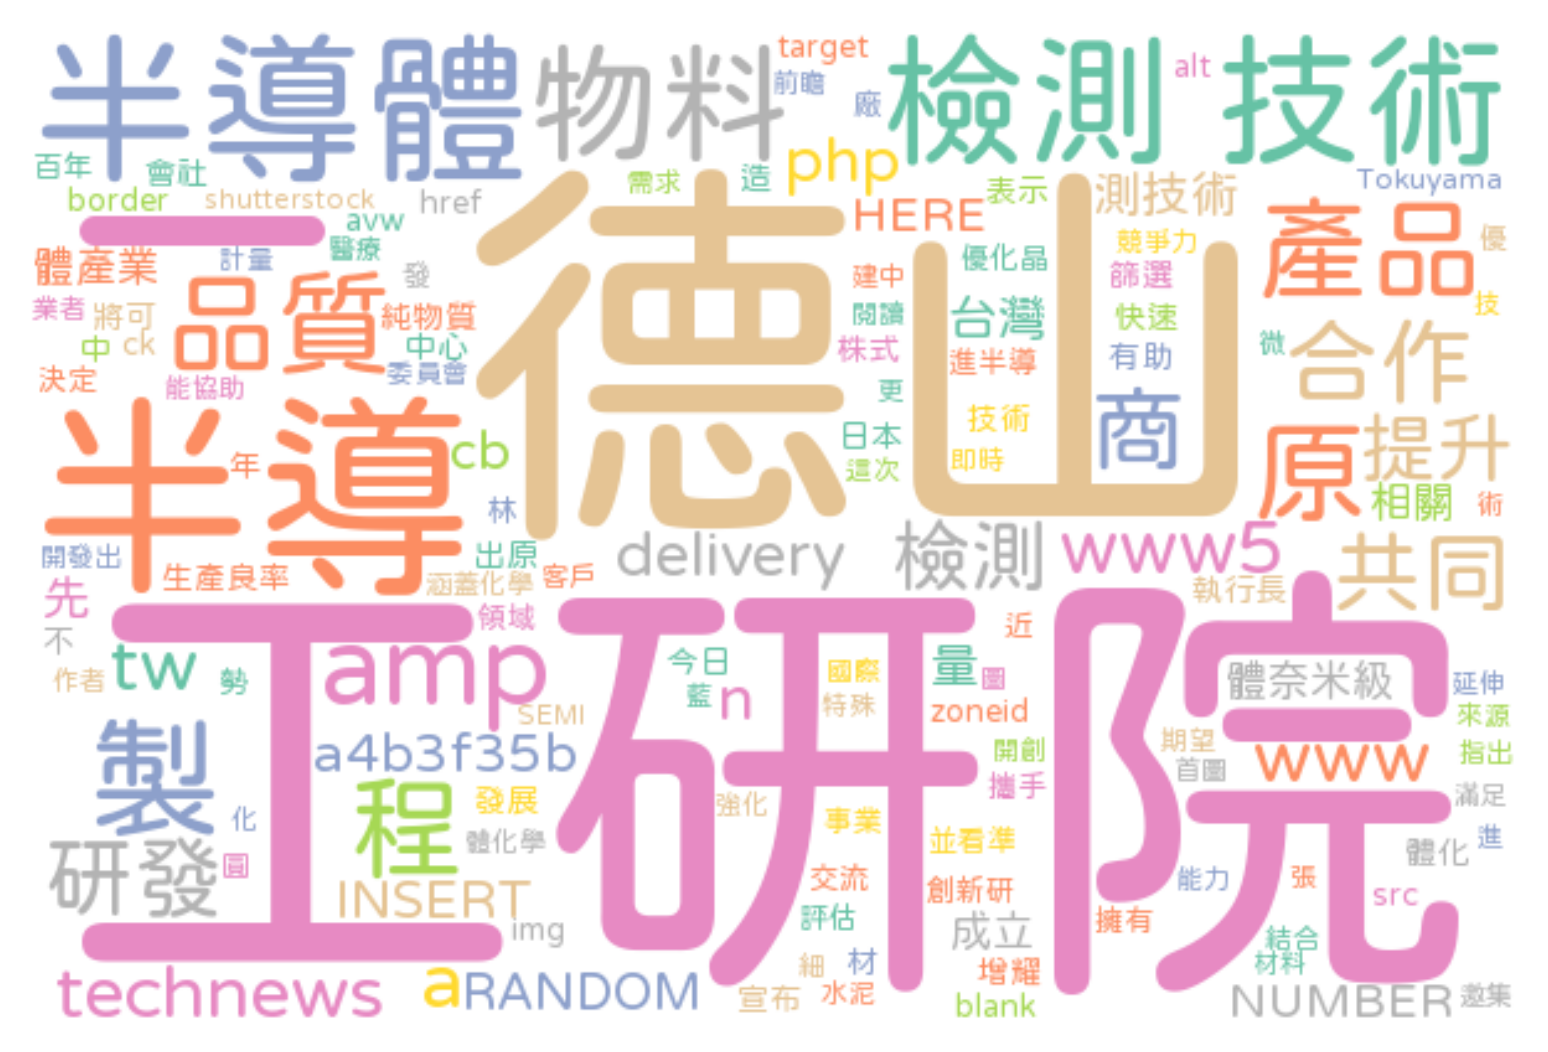 半導體
物料
target
前瞻
廠
檢測技術
alt
百年
會社
border
shutterstock
href
需求
造
php
表示
測技術
Tokuyama
一
avw
醫療
HERE
競爭力
產品
優
體產業
計量
發
優化晶
篩選
建中
德山
業者
將可
品質
純物質
閱讀
台灣
快速
技
中
ck
中心
株式
進半導
有助
微
合作
決定
能協助
委員會
更
技術
商
半導
年
cb
日本
這次
即時
原
提升
相關
術
林
開發出
出原
delivery
檢測
www5
共同
生產良率
涵蓋化學
客戶
執行長
先
領域
工研院
近
不
amp
作者
tw
勢
今日
藍
n
國際
特殊
量
圖
體奈米級
延伸
SEMI
zoneid
來源
製
a4b3f35b
開創
期望
www
指出
首圖
攜手
程
發展
強化
滿足
化
體化學
事業
並看準
進
研發
圓
體化
INSERT
交流
創新研
能力
張
src
img
評估
成立
擁有
結合
technews
a
RANDOM
細
材
增耀
材料
宣布
水泥
blank
NUMBER
邀集